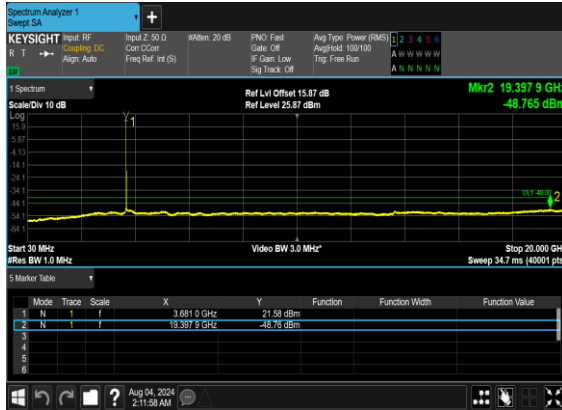 Spectrum Analyzer 1
Swept SA
+
KEYSIGHT Input: RF Input Z: 50 Ω #Atten: 20 dB PNO: Fast Avg Type: Power (RMS) 1 2 3 4 5 6
R T Coupling: DC Corr CCorr Gate: Off Avg|Hold: 100/100 A W W W W W
Align: Auto Freq Ref: Int (S) IF Gain: Low Trig: Free Run
Sig Track: Off A N N N N N
1 Spectrum Ref Lvl Offset 15.87 dB Mkr2 19.397 9 GHz
Scale/Div 10 dB Ref Level 25.87 dBm -48.765 dBm
Log
15.9
5.87
-4.13
-14.1
-24.1
-34.1
-44.1
-54.1
-64.1
1
2
Start 30 MHz Video BW 3.0 MHz* Stop 20.000 GH
#Res BW 1.0 MHz Sweep 34.7 ms (40001 pts
5 Marker Table
Mode Trace Scale X Y Function Function Width Function Value
1 N 1 f 3.681 0 GHz 21.58 dBm
2 N 1 f 19.397 9 GHz -48.76 dBm
3
4
5
6
? Aug 04, 2024
2:11:58 AM